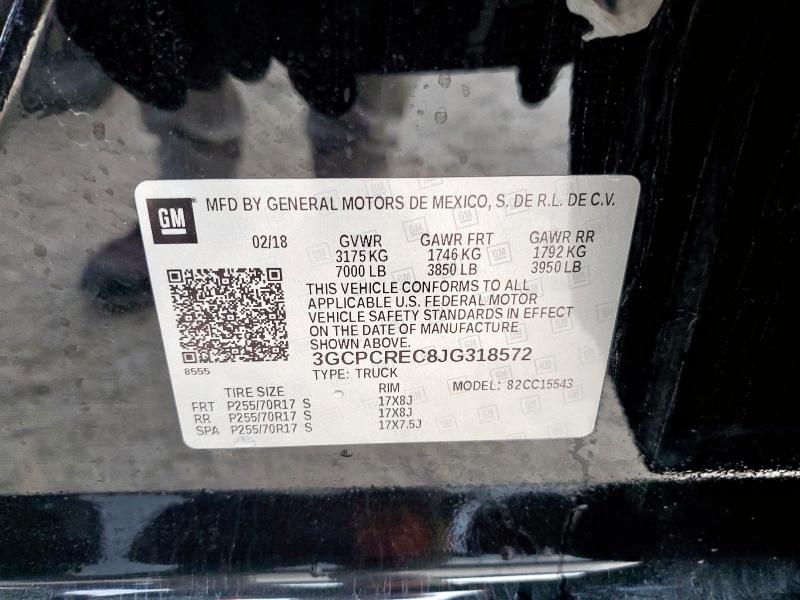 GM MFD BY GENERAL MOTORS DE MEXICO, S. DE R.L. DE C.V.
02/18 GVWR GAWR FRT GAWR RR
3175 KG 1746 KG 1792 KG
7000 LB 3850 LB 3950 LB
THIS VEHICLE CONFORMS TO ALL
APPLICABLE U.S. FEDERAL MOTOR
VEHICLE SAFETY STANDARDS IN EFFECT
ON THE DATE OF MANUFACTURE
SHOWN ABOVE.
3GCPCREC8JG318572
8555 TYPE: TRUCK
TIRE SIZE RIM MODEL: 82CC15543
FRT P255/70R17 S 17X8J
RR P255/70R17 S 17X8J
SPA P255/70R17 S 17X7.5J